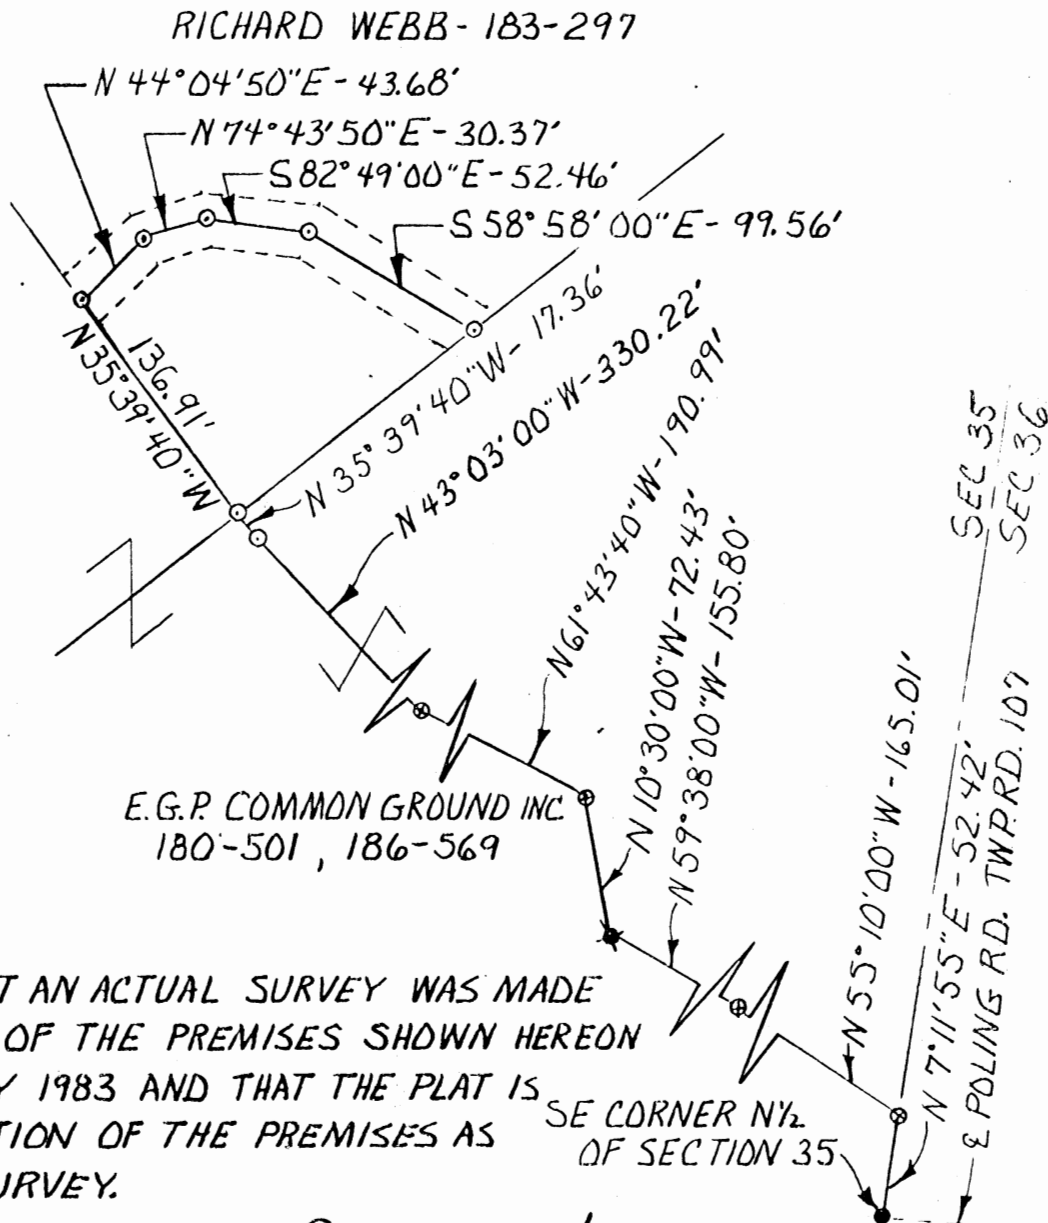 RICHARD WEBB - 183-297
N 44°04'50"E - 43.68'
N 74°43'50"E - 30.37'
S 82°49'00"E - 52.46'
S 58°58'00"E - 99.56'
136.91'
N 35°39'40"W
N 35°39'40"W - 17.36'
N 43°03'00"W - 330.22'
N 61°43'40"W - 190.99'
N 10°30'00"W - 72.43'
N 59°38'00"W - 155.80'
SEC 35
SEC 36
E.G.P. COMMON GROUND INC.
180-501, 186-569
N 55°10'00"W - 165.01'
N 7°11'55"E - 52.42'
℄ POLING RD. TWP. RD. 107
T AN ACTUAL SURVEY WAS MADE
OF THE PREMISES SHOWN HEREON
Y 1983 AND THAT THE PLAT IS
TION OF THE PREMISES AS
URVEY.
SE CORNER N½
OF SECTION 35